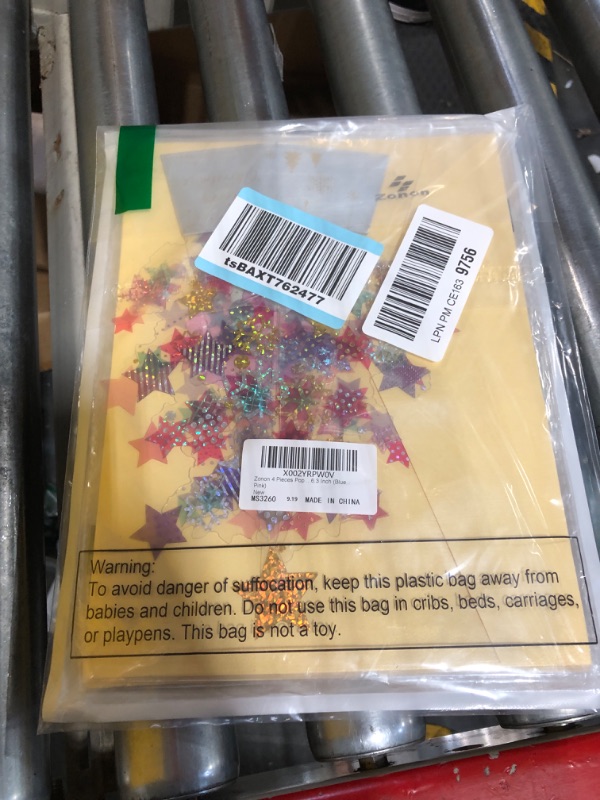 Zonon
tsBAXT762477
LPN PM CE163 9756
X002YRPW0V
Zonon 4 Pieces Pop ...6.3 Inch (Blue,
Pink)
New
MS3260 9.19 MADE IN CHINA
Warning:
To avoid danger of suffocation, keep this plastic bag away from
babies and children. Do not use this bag in cribs, beds, carriages,
or playpens. This bag is not a toy.